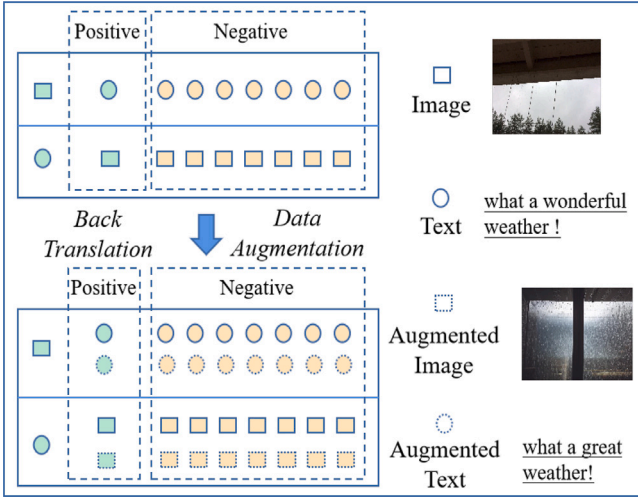 Positive
Negative
Image
Text
what a wonderful
weather !
Back
Translation
Data
Augmentation
Positive
Negative
Augmented
Image
Augmented
Text
what a great
weather!